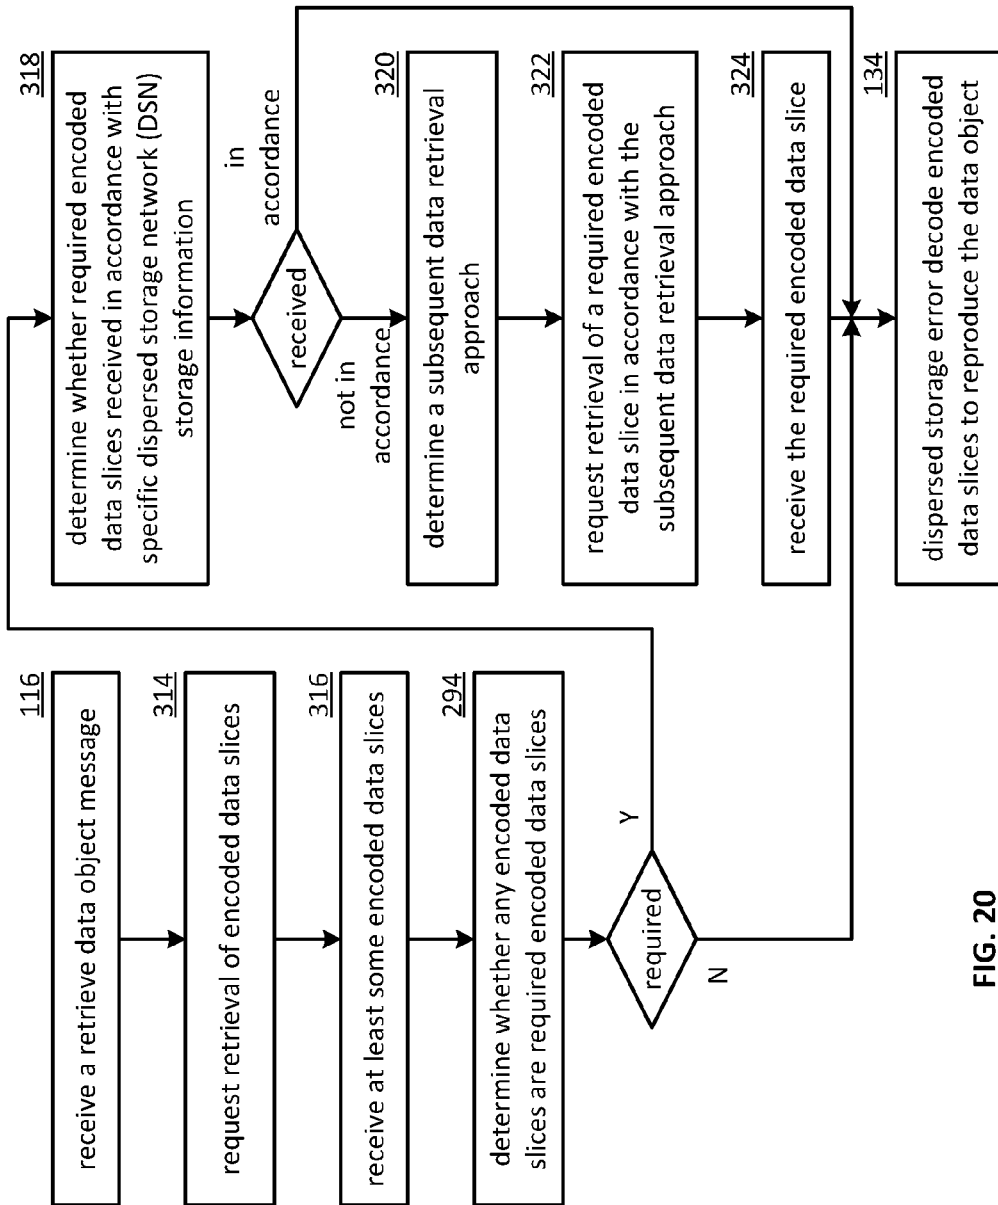 116
receive a retrieve data object message
314
request retrieval of encoded data slices
316
receive at least some encoded data slices
294
determine whether any encoded data
slices are required encoded data slices
required
Y
N
318
determine whether required encoded
data slices received in accordance with
specific dispersed storage network (DSN)
storage information
received
in
accordance
not in
accordance
320
determine a subsequent data retrieval
approach
322
request retrieval of a required encoded
data slice in accordance with the
subsequent data retrieval approach
324
receive the required encoded data slice
134
dispersed storage error decode encoded
data slices to reproduce the data object
FIG. 20